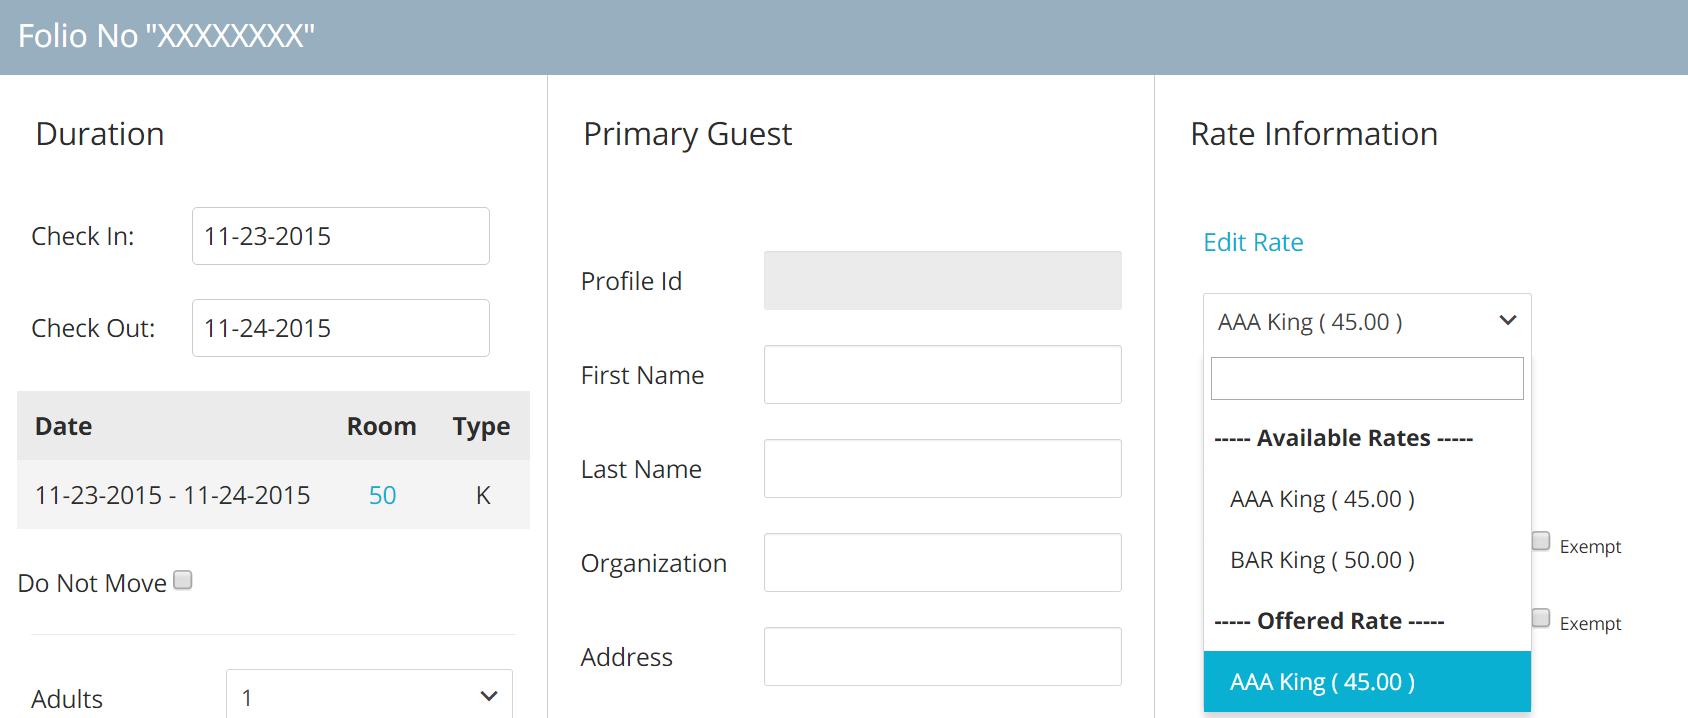 Folio No "XXXXXXXX"
Duration
Check In: 11-23-2015
Check Out: 11-24-2015
Date Room Type
11-23-2015 - 11-24-2015 50 K
Do Not Move
Adults 1
Primary Guest
Profile Id
First Name
Last Name
Organization
Address
Rate Information
Edit Rate
AAA King ( 45.00 )
----- Available Rates -----
AAA King ( 45.00 )
BAR King ( 50.00 )
----- Offered Rate -----
AAA King ( 45.00 )
Exempt
Exempt